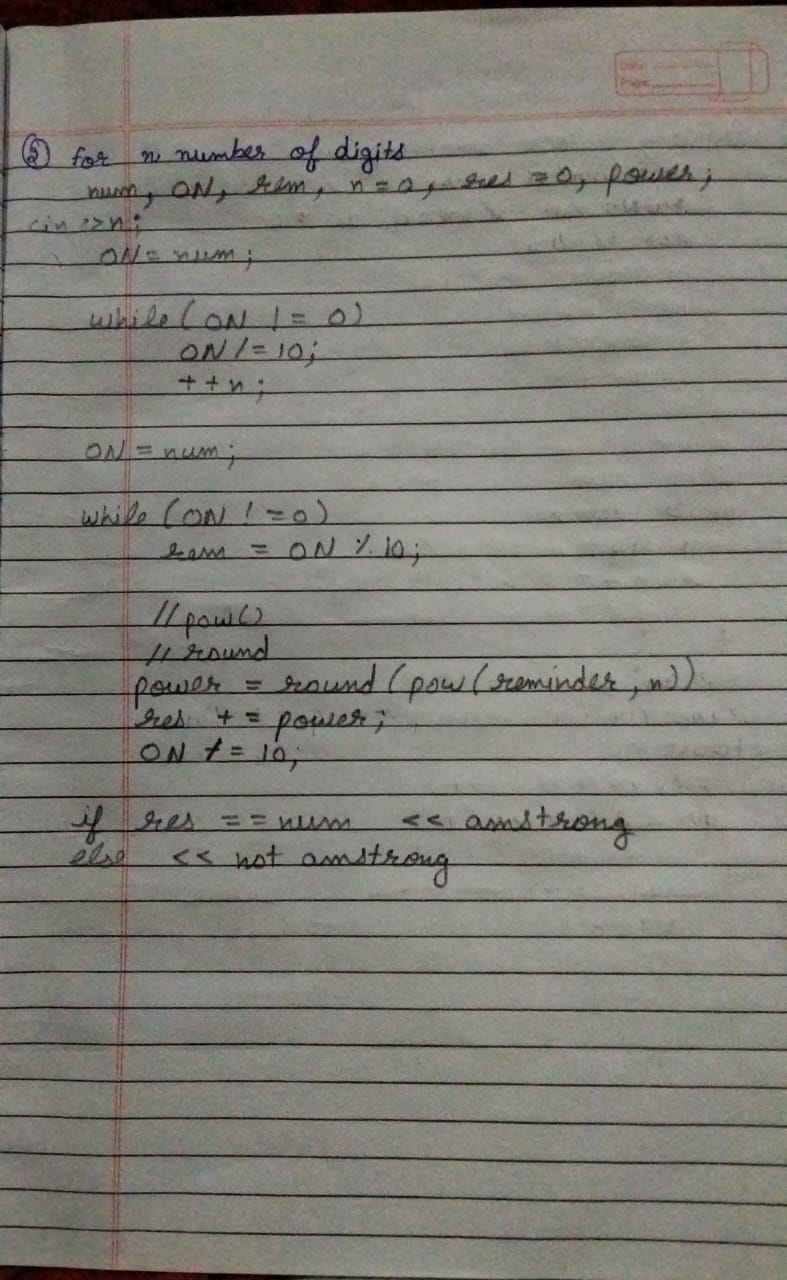 Date
Page
② for n number of digits
num, ON, rem, n=0, res=0, power;
cin >>n;
ON = num;
while(ON != 0)
ON/=10;
++n;
ON = num;
while(ON !=0)
rem = ON % 10;
//pow()
// round
power = round(pow(reminder, n))
res += power;
ON /= 10;
if res == num << amstrong
else << not amstrong